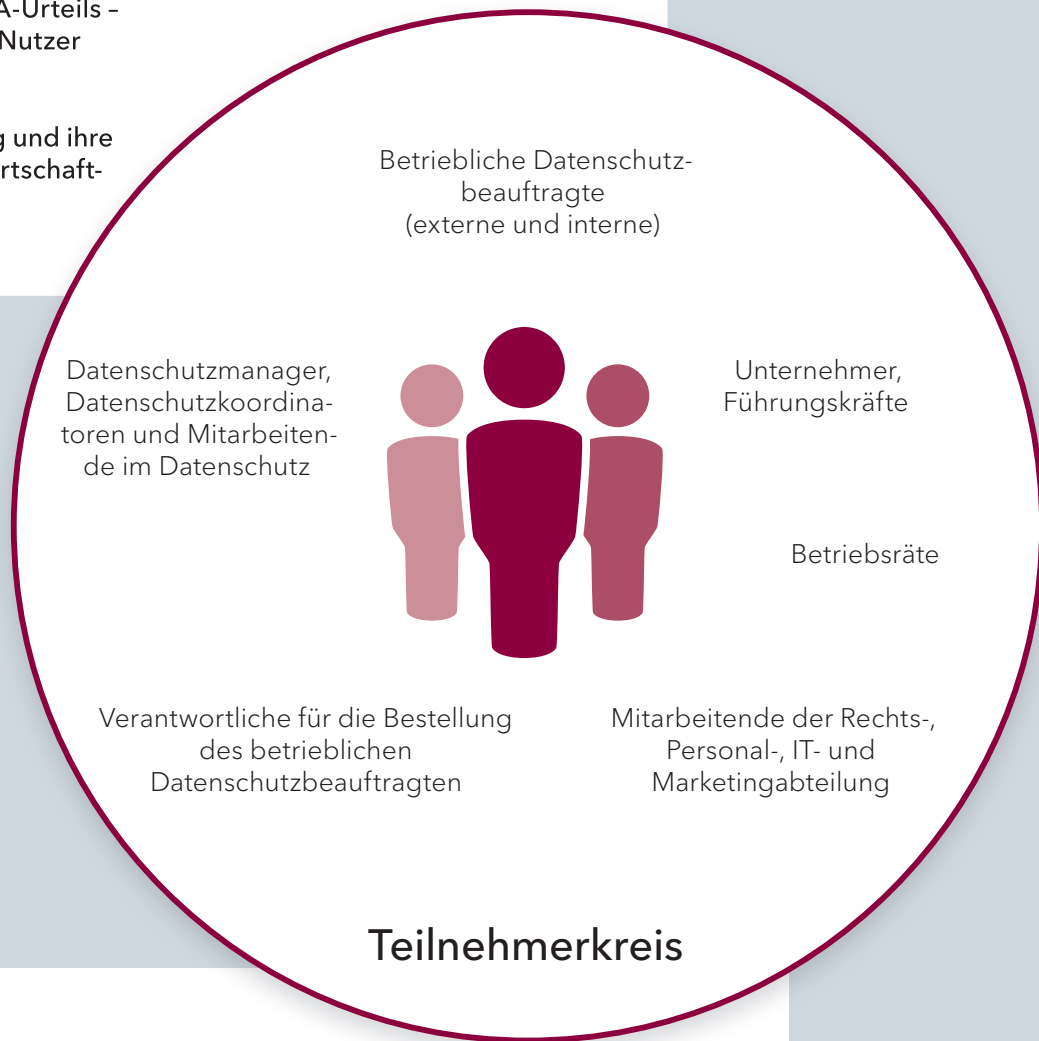 A-Urteils –
Nutzer
g und ihre
rtschaft-
Betriebliche Datenschutz-
beauftragte
(externe und interne)
Datenschutzmanager,
Datenschutzkoordina-
toren und Mitarbeiten-
de im Datenschutz
Unternehmer,
Führungskräfte
Betriebsräte
Verantwortliche für die Bestellung
des betrieblichen
Datenschutzbeauftragten
Mitarbeitende der Rechts-,
Personal-, IT- und
Marketingabteilung
Teilnehmerkreis